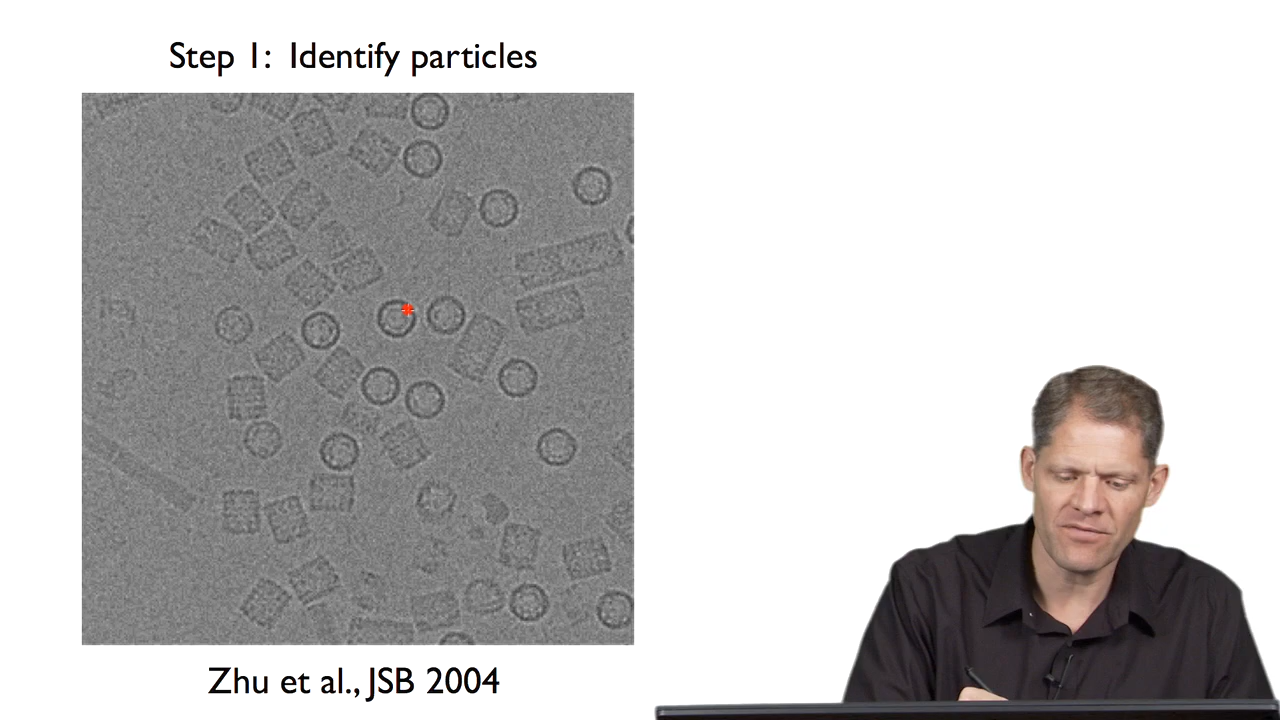 Step 1: Identify particles
Zhu et al., JSB 2004